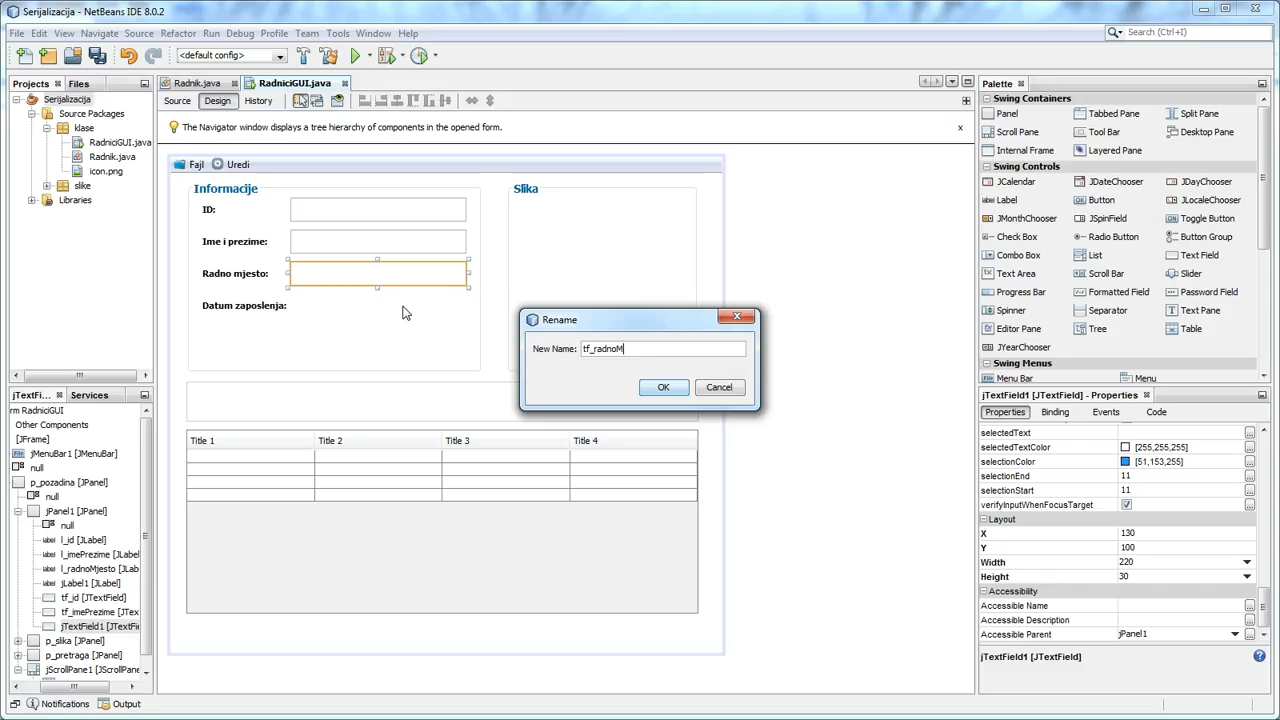 Serijalizacija - NetBeans IDE 8.0.2
File Edit View Navigate Source Refactor Run Debug Profile Team Tools Window Help
Search (Ctrl+I)
<default config>
Projects Files
Radnik.java RadniciGUI.java
Palette
Source Design History
The Navigator window displays a tree hierarchy of components in the opened form. x
Serijalizacija
Source Packages
klase
RadniciGUI.java
Radnik.java
icon.png
slike
Libraries
Fajl Uredi
Informacije
ID:
Ime i prezime:
Radno mjesto:
Datum zaposlenja:
Slika
Title 1 Title 2 Title 3 Title 4
Rename
New Name: tf_radnoM
OK Cancel
Swing Containers
Panel Tabbed Pane Split Pane
Scroll Pane Tool Bar Desktop Pane
Internal Frame Layered Pane
Swing Controls
JCalendar JDateChooser JDayChooser
Label Button JLocaleChooser
JMonthChooser JSpinField Toggle Button
Check Box Radio Button Button Group
Combo Box List Text Field
Text Area Scroll Bar Slider
Progress Bar Formatted Field Password Field
Spinner Separator Text Pane
Editor Pane Tree Table
JYearChooser
Swing Menus
Menu Bar Menu
jTextFi... Services
rm RadniciGUI
Other Components
[JFrame]
jMenuBar1 [JMenuBar]
null
p_pozadina [JPanel]
null
jPanel1 [JPanel]
null
l_id [JLabel]
l_imePrezime [JLabel]
l_radnoMjesto [JLabel]
jLabel1 [JLabel]
tf_id [JTextField]
tf_imePrezime [JTex
jTextField1 [JTextFi
p_slika [JPanel]
p_pretraga [JPanel]
jScrollPane1 [JScrollPane
jTextField1 [JTextField] - Properties
Properties Binding Events Code
selectedText
selectedTextColor [255,255,255]
selectionColor [51,153,255]
selectionEnd 11
selectionStart 11
verifyInputWhenFocusTarget
Layout
X 130
Y 100
Width 220
Height 30
Accessibility
Accessible Name
Accessible Description
Accessible Parent jPanel1
jTextField1 [JTextField]
Notifications Output